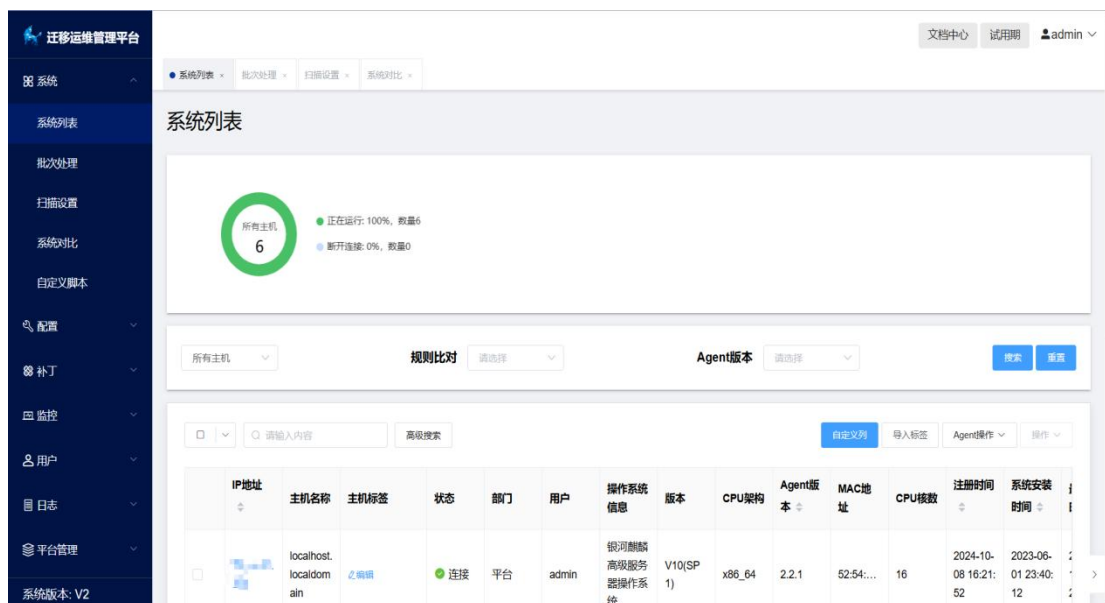 迁移运维管理平台
文档中心 试用期 admin
系统
系统列表 批次处理 扫描设置 系统对比
系统列表
批次处理
扫描设置
系统对比
自定义脚本
配置
补丁
监控
用户
日志
平台管理
系统版本: V2
系统列表
所有主机
6
正在运行: 100%, 数量6
断开连接: 0%, 数量0
所有主机 规则比对 请选择 Agent版本 请选择 搜索 重置
请输入内容 高级搜索 自定义列 导入标签 Agent操作 操作
IP地址 主机名称 主机标签 状态 部门 用户 操作系统信息 版本 CPU架构 Agent版本 MAC地址 CPU核数 注册时间 系统安装时间
localhost.localdomain 编辑 连接 平台 admin 银河麒麟高级服务器操作系统 V10(SP1) x86_64 2.2.1 52:54:... 16 2024-10-08 16:21:52 2023-06-01 23:40:12